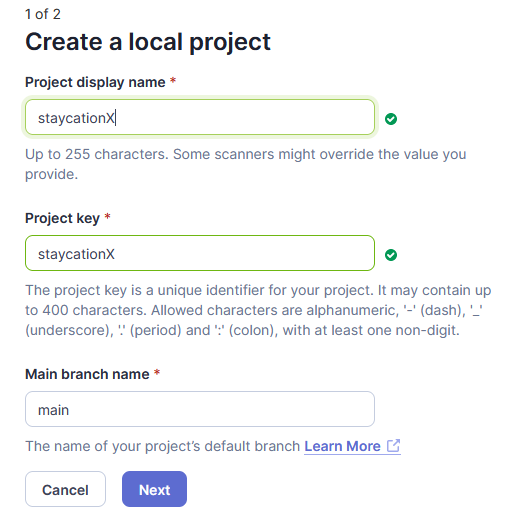 1 of 2
Create a local project
Project display name *
staycationX
Up to 255 characters. Some scanners might override the value you
provide.
Project key *
staycationX
The project key is a unique identifier for your project. It may contain up
to 400 characters. Allowed characters are alphanumeric, '-' (dash), '_'
(underscore), '.' (period) and ':' (colon), with at least one non-digit.
Main branch name *
main
The name of your project’s default branch Learn More
Cancel Next